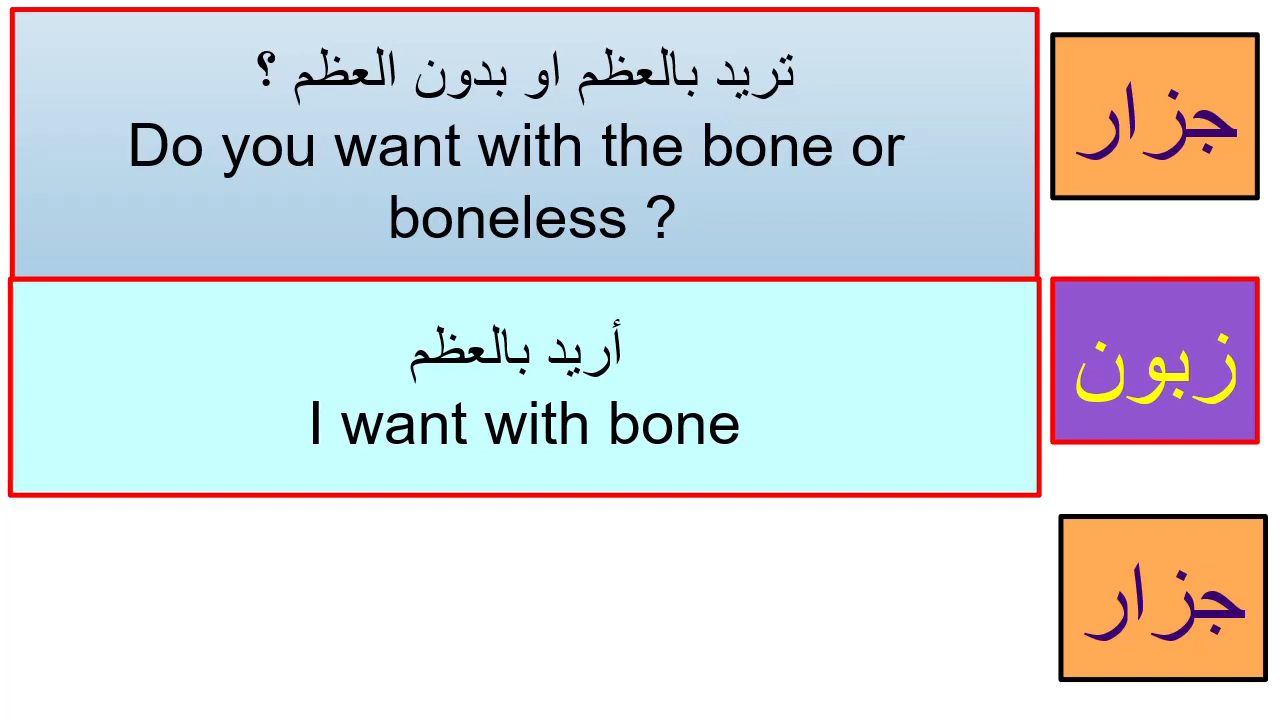 تريد بالعظم او بدون العظم ؟
Do you want with the bone or
boneless ?
جزار
أريد بالعظم
I want with bone
زبون
جزار